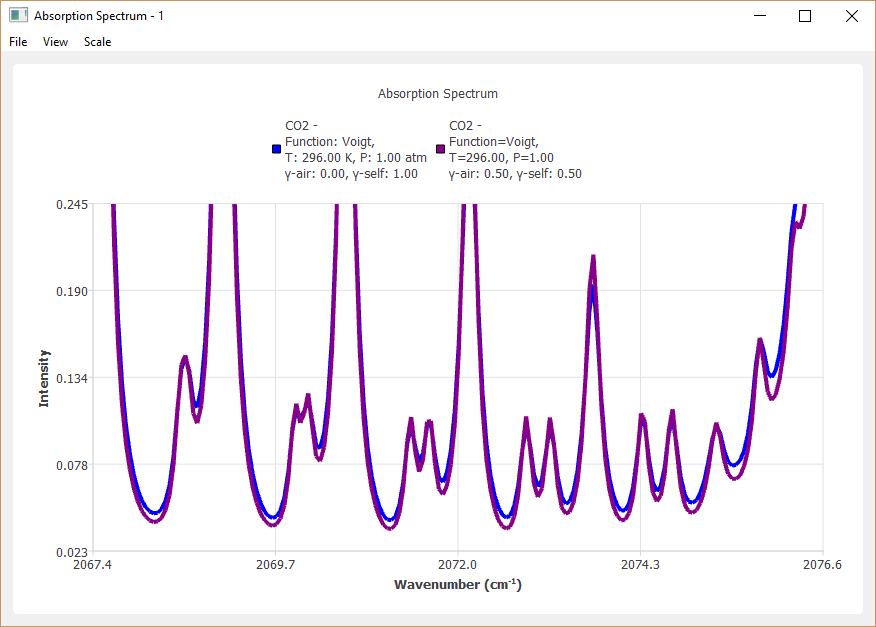 Absorption Spectrum - 1
File View Scale
Absorption Spectrum
CO2 -
Function: Voigt,
T: 296.00 K, P: 1.00 atm
γ-air: 0.00, γ-self: 1.00
CO2 -
Function=Voigt,
T=296.00, P=1.00
γ-air: 0.50, γ-self: 0.50
0.245
0.190
0.134
0.078
0.023
Intensity
2067.4 2069.7 2072.0 2074.3 2076.6
Wavenumber (cm⁻¹)